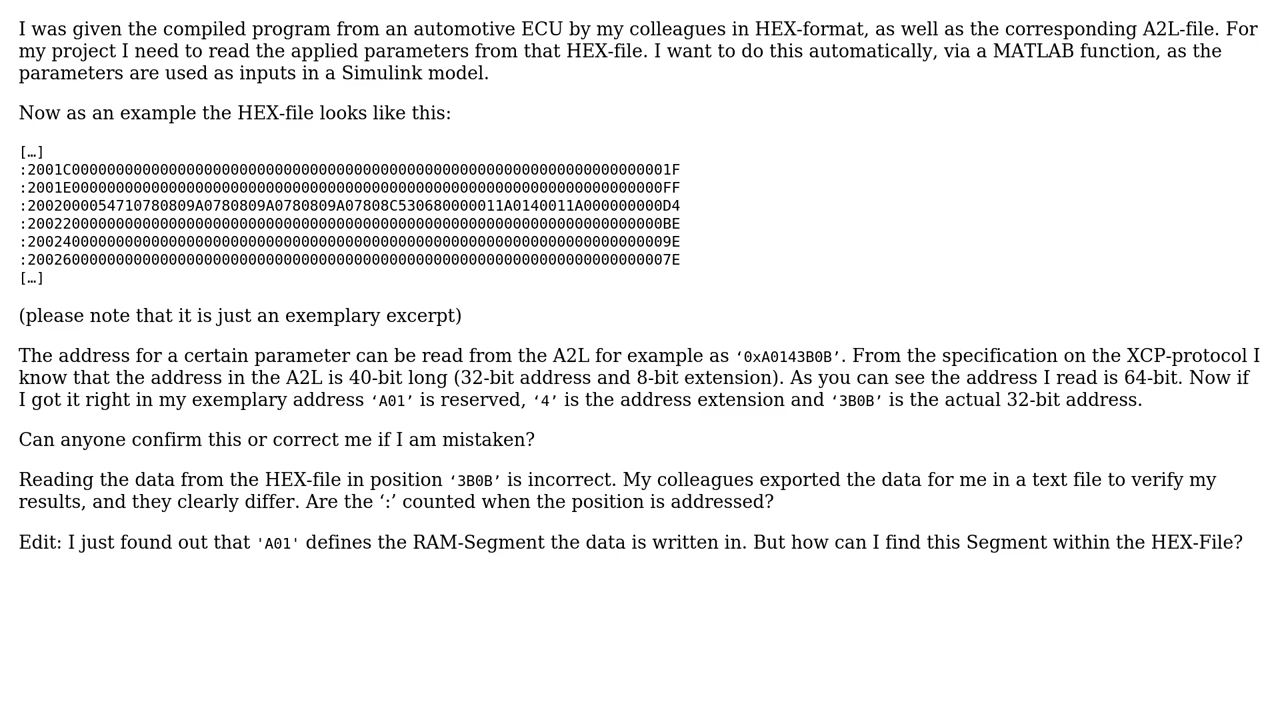 I was given the compiled program from an automotive ECU by my colleagues in HEX-format, as well as the corresponding A2L-file. For
my project I need to read the applied parameters from that HEX-file. I want to do this automatically, via a MATLAB function, as the
parameters are used as inputs in a Simulink model.
Now as an example the HEX-file looks like this:
[…]
:2001C00000000000000000000000000000000000000000000000000000000000000000001F
:2001E0000000000000000000000000000000000000000000000000000000000000000000FF
:2002000054710780809A0780809A0780809A07808C530680000011A0140011A000000000D4
:200220000000000000000000000000000000000000000000000000000000000000000000BE
:2002400000000000000000000000000000000000000000000000000000000000000000009E
:2002600000000000000000000000000000000000000000000000000000000000000000007E
[…]
(please note that it is just an exemplary excerpt)
The address for a certain parameter can be read from the A2L for example as ‘0xA0143B0B’. From the specification on the XCP-protocol I
know that the address in the A2L is 40-bit long (32-bit address and 8-bit extension). As you can see the address I read is 64-bit. Now if
I got it right in my exemplary address ‘A01’ is reserved, ‘4’ is the address extension and ‘3B0B’ is the actual 32-bit address.
Can anyone confirm this or correct me if I am mistaken?
Reading the data from the HEX-file in position ‘3B0B’ is incorrect. My colleagues exported the data for me in a text file to verify my
results, and they clearly differ. Are the ‘:’ counted when the position is addressed?
Edit: I just found out that 'A01' defines the RAM-Segment the data is written in. But how can I find this Segment within the HEX-File?